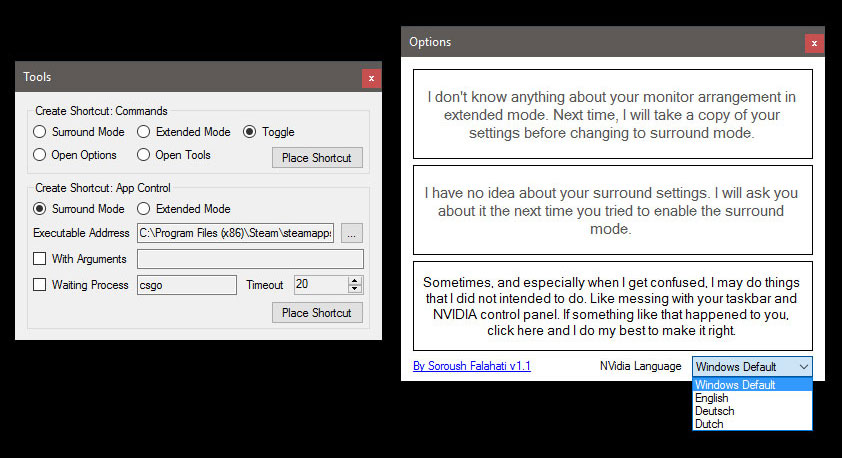 Tools
x
Create Shortcut: Commands
Surround Mode Extended Mode Toggle
Open Options Open Tools Place Shortcut
Create Shortcut: App Control
Surround Mode Extended Mode
Executable Address C:\Program Files (x86)\Steam\steamapps ...
With Arguments
Waiting Process csgo Timeout 20
Place Shortcut
Options
x
I don't know anything about your monitor arrangement in
extended mode. Next time, I will take a copy of your
settings before changing to surround mode.
I have no idea about your surround settings. I will ask you
about it the next time you tried to enable the surround
mode.
Sometimes, and especially when I get confused, I may do things
that I did not intended to do. Like messing with your taskbar and
NVIDIA control panel. If something like that happened to you,
click here and I do my best to make it right.
By Soroush Falahati v1.1 NVidia Language Windows Default
Windows Default
English
Deutsch
Dutch